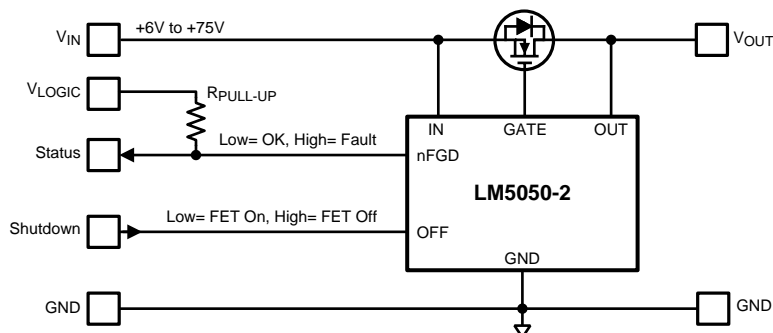 VIN
+6V to +75V
VOUT
VLOGIC
RPULL-UP
IN
GATE
OUT
Status
Low= OK, High= Fault
nFGD
LM5050-2
Shutdown
Low= FET On, High= FET Off
OFF
GND
GND
GND